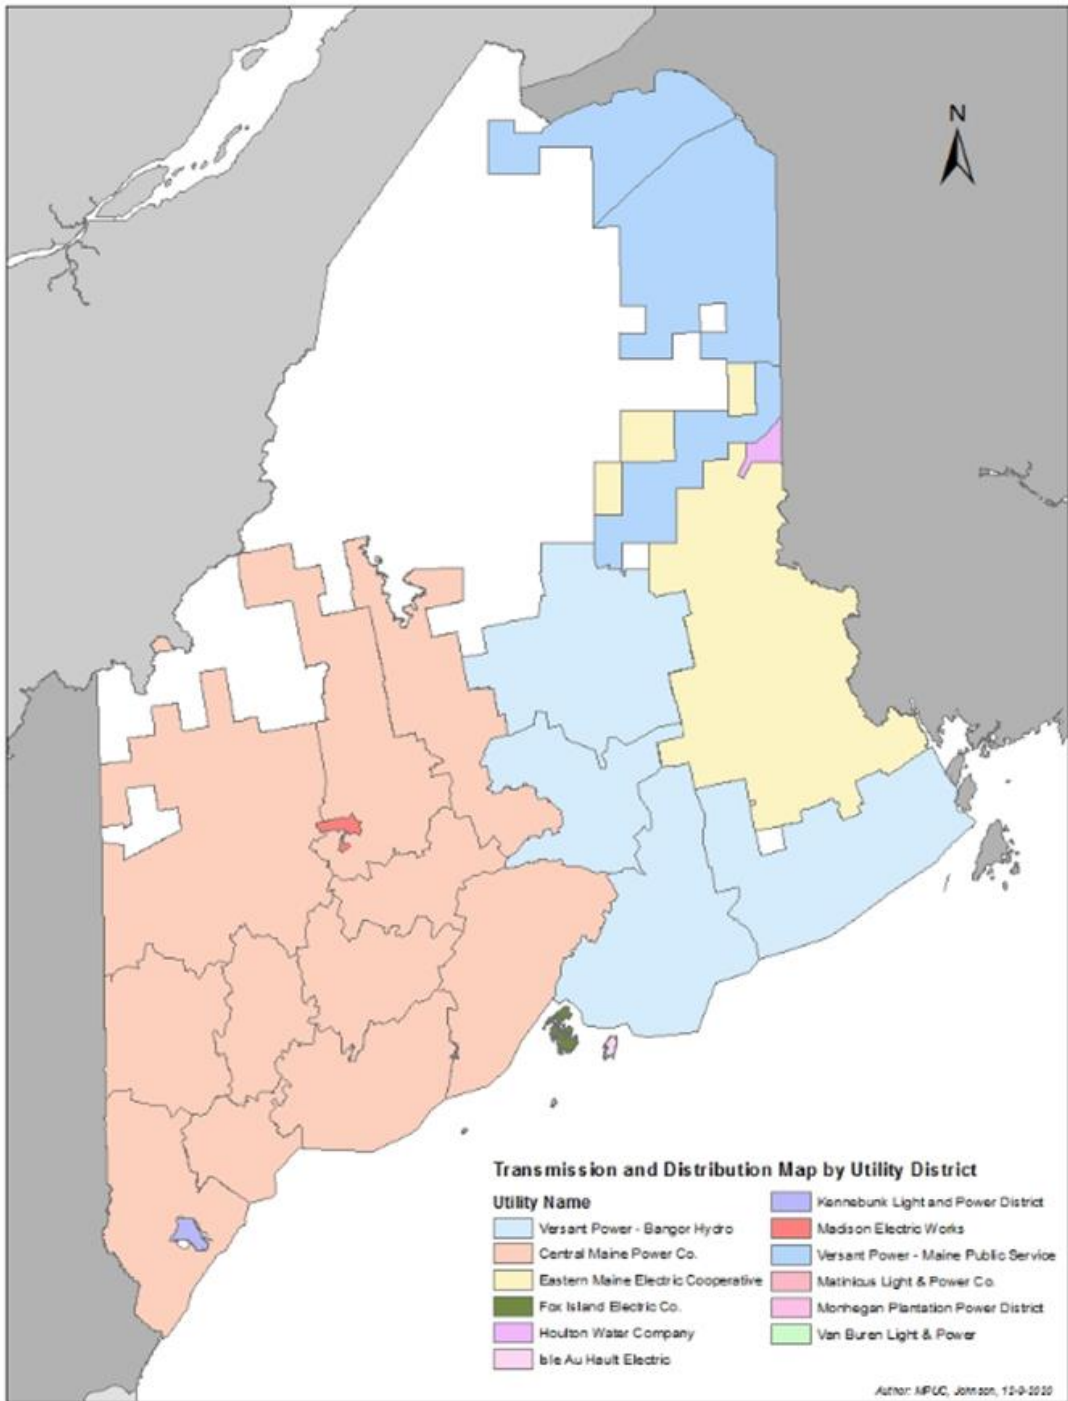 N
Transmission and Distribution Map by Utility District
Utility Name
Versant Power - Bangor Hydro
Central Maine Power Co.
Eastern Maine Electric Cooperative
Fox Island Electric Co.
Houlton Water Company
Isle Au Hault Electric
Kennebunk Light and Power District
Madison Electric Works
Versant Power - Maine Public Service
Matinicus Light & Power Co.
Monhegan Plantation Power District
Van Buren Light & Power
Author: MPUC, Johnson, 12-9-2020